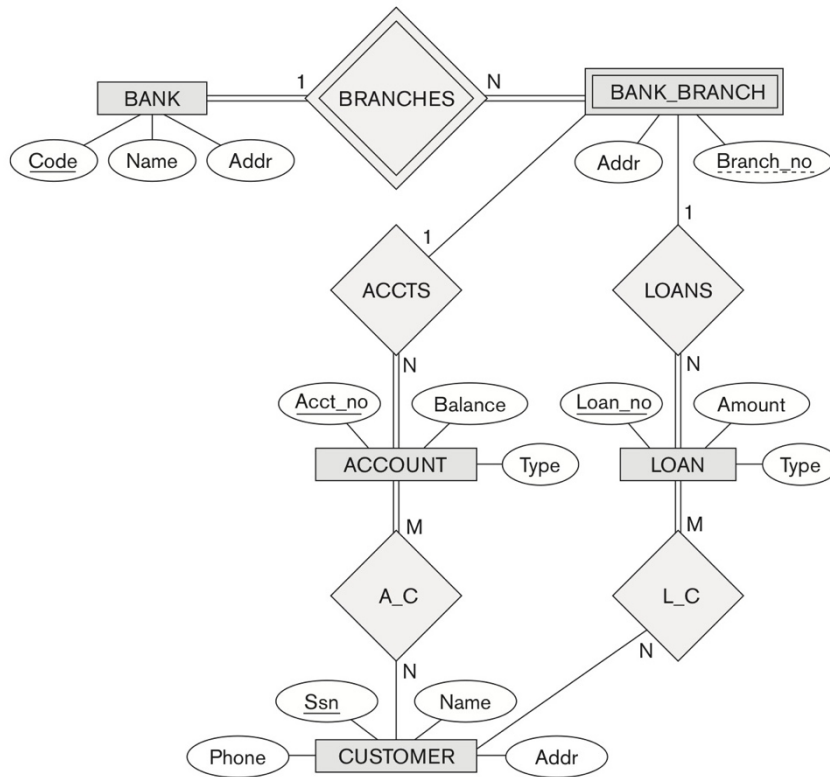 1
N
BANK
BRANCHES
BANK_BRANCH
Code
Name
Addr
Addr
Branch_no
1
1
ACCTS
LOANS
N
N
Acct_no
Balance
Loan_no
Amount
ACCOUNT
Type
LOAN
Type
M
M
A_C
L_C
N
N
Ssn
Name
Phone
CUSTOMER
Addr